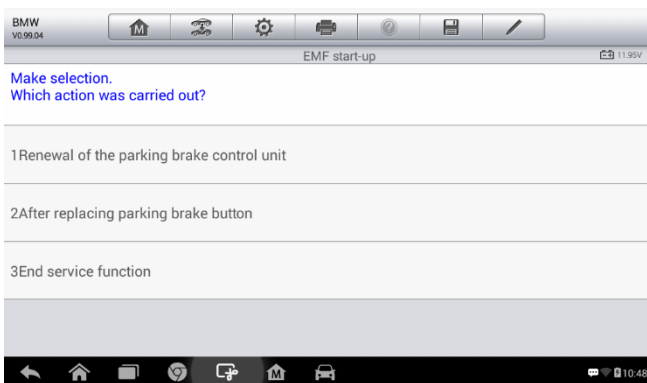 BMW
V0.99.04
M
?
EMF start-up
11.95V
Make selection.
Which action was carried out?
1Renewal of the parking brake control unit
2After replacing parking brake button
3End service function
M
10:48